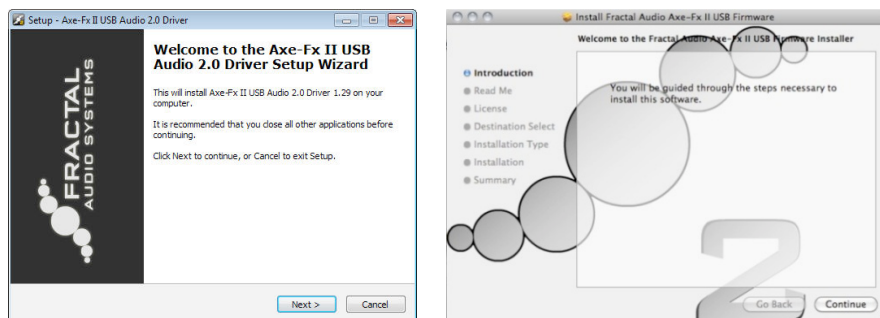 Setup - Axe-Fx II USB Audio 2.0 Driver
FRACTAL
AUDIO SYSTEMS
Welcome to the Axe-Fx II USB
Audio 2.0 Driver Setup Wizard
This will install Axe-Fx II USB Audio 2.0 Driver 1.29 on your
computer.
It is recommended that you close all other applications before
continuing.
Click Next to continue, or Cancel to exit Setup.
Next >
Cancel
Install Fractal Audio Axe-Fx II USB Firmware
Welcome to the Fractal Audio Axe-Fx II USB Firmware Installer
Introduction
Read Me
License
Destination Select
Installation Type
Installation
Summary
You will be guided through the steps necessary to
install this software.
2
Go Back
Continue